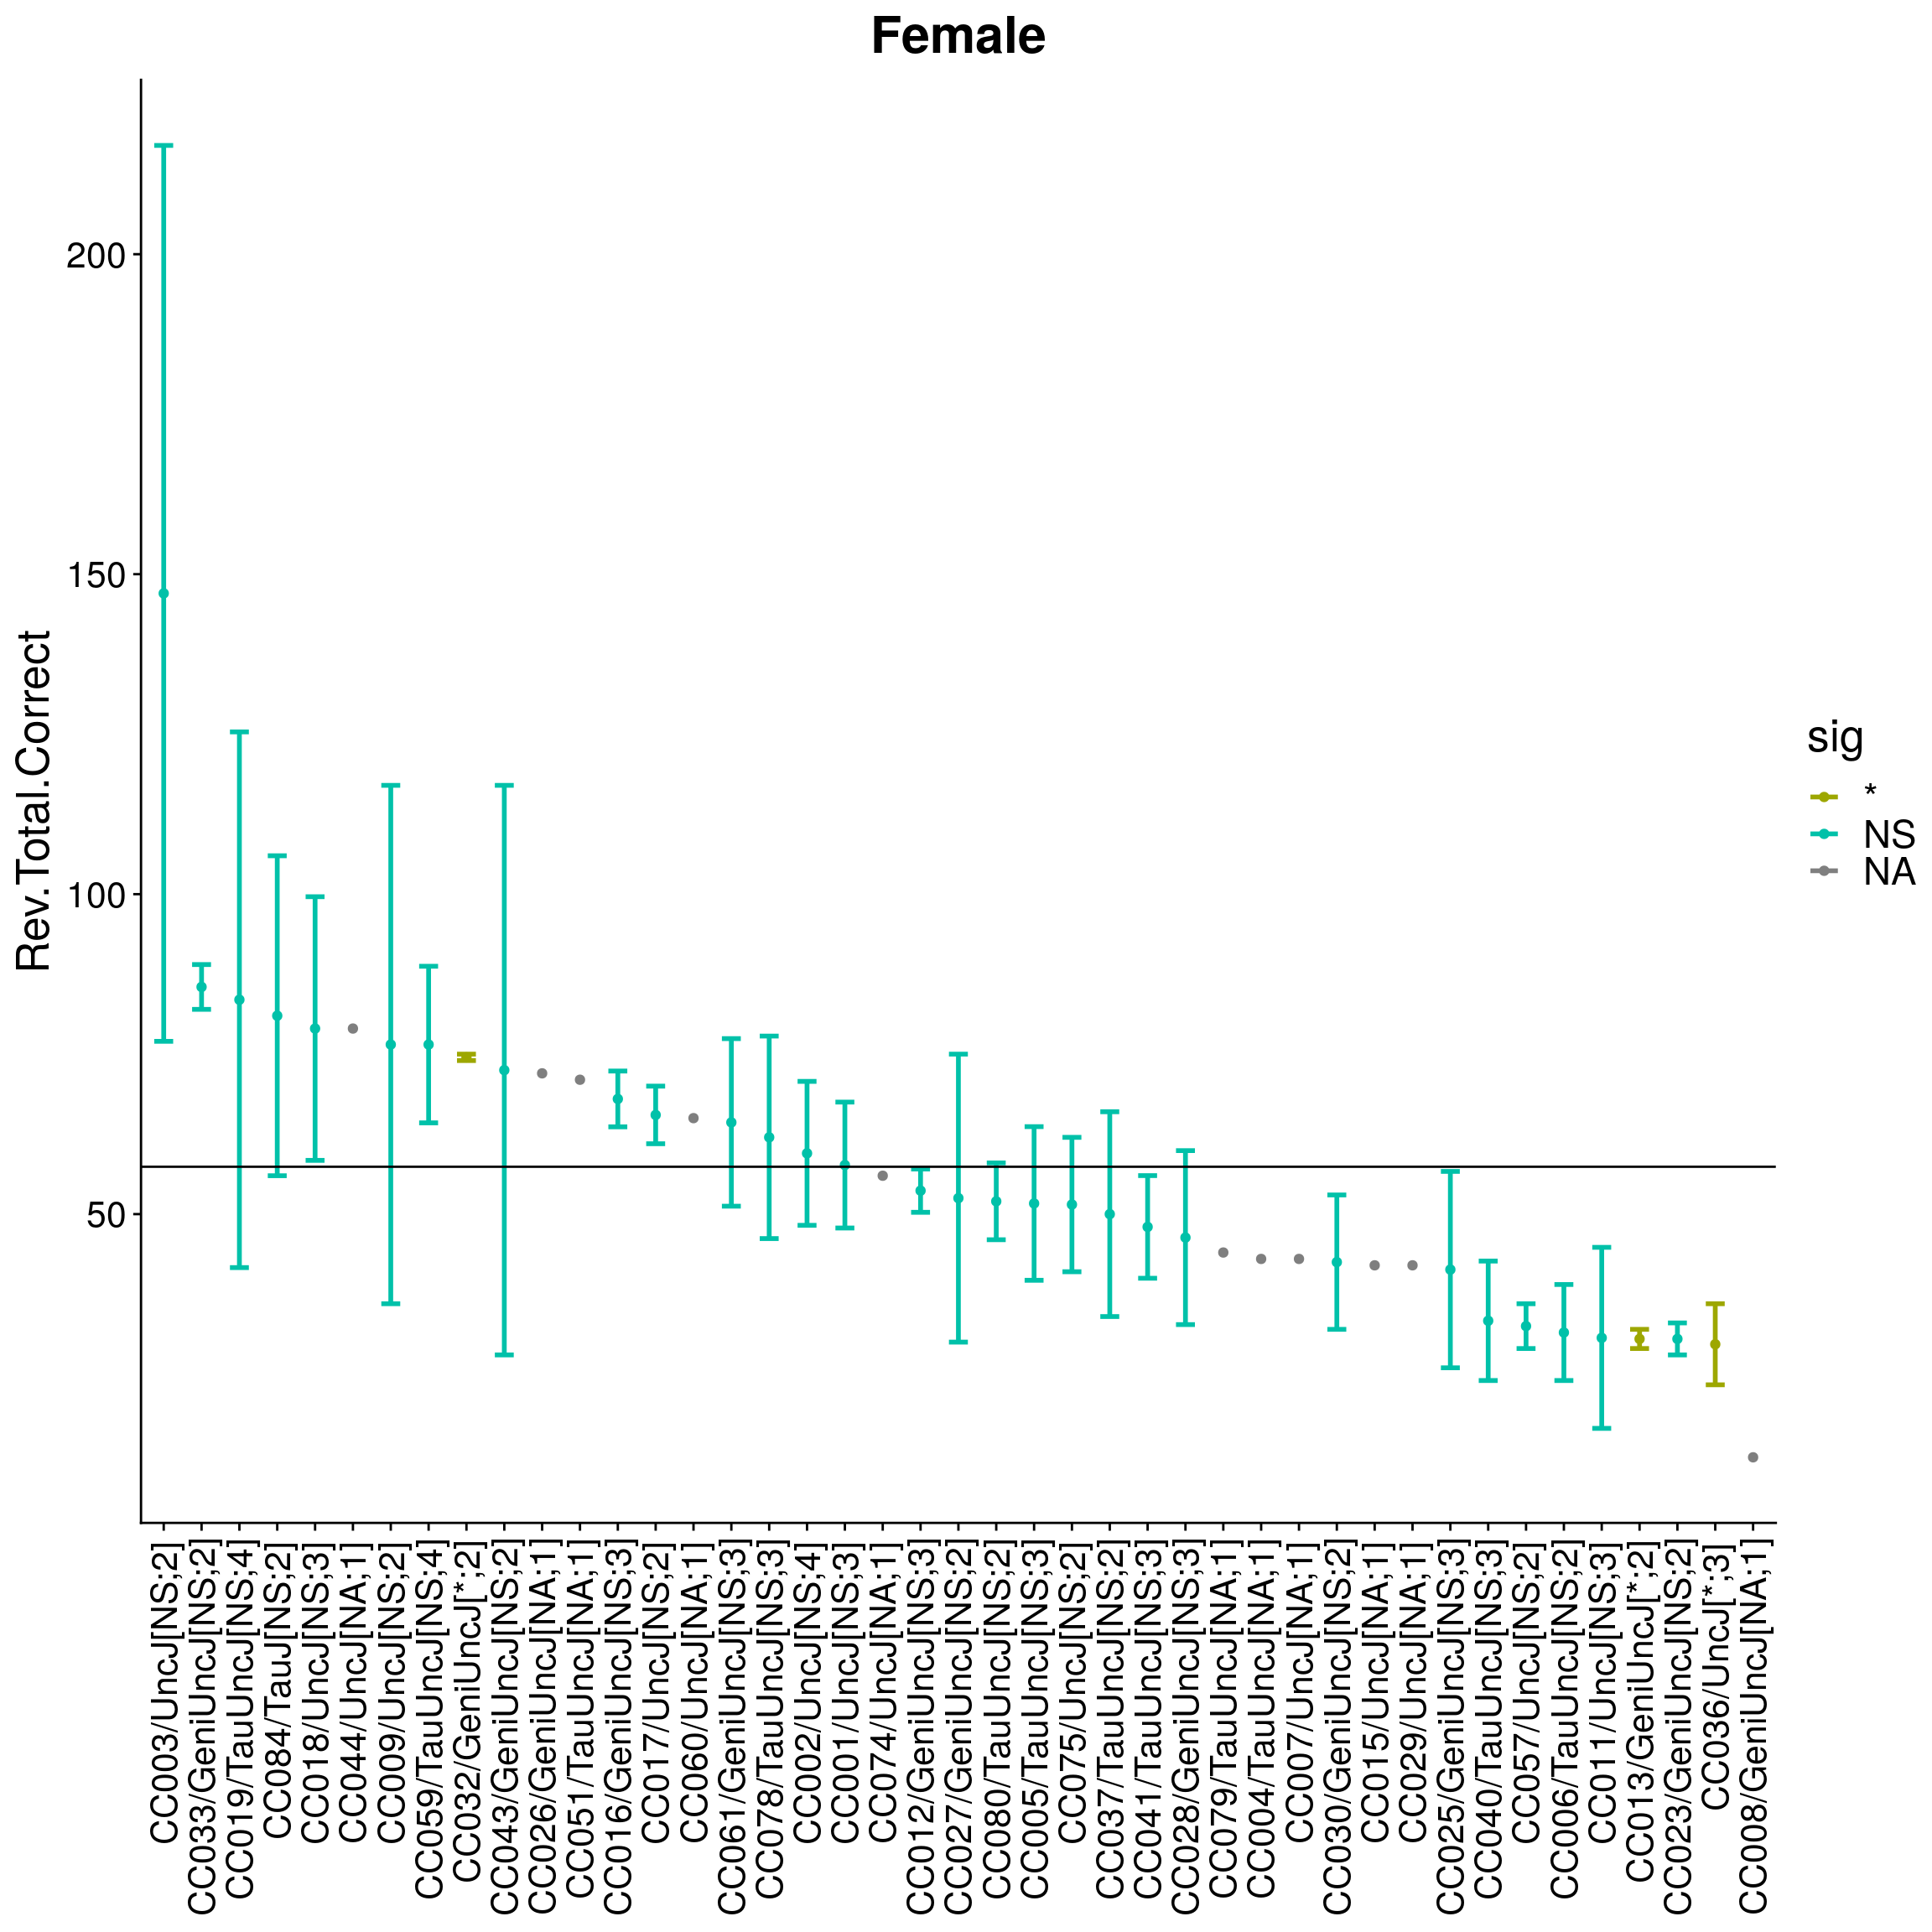 Female
Rev.Total.Correct
200
150
100
50
sig
*
NS
NA
CC003/UncJ[NS;2]
CC033/GeniUncJ[NS;2]
CC019/TauUncJ[NS;4]
CC084/TauJ[NS;2]
CC018/UncJ[NS;3]
CC044/UncJ[NA;1]
CC009/UncJ[NS;2]
CC059/TauUncJ[NS;4]
CC032/GeniUncJ[*;2]
CC043/GeniUncJ[NS;2]
CC026/GeniUncJ[NA;1]
CC051/TauUncJ[NA;1]
CC016/GeniUncJ[NS;3]
CC017/UncJ[NS;2]
CC060/UncJ[NA;1]
CC061/GeniUncJ[NS;3]
CC078/TauUncJ[NS;3]
CC002/UncJ[NS;4]
CC001/UncJ[NS;3]
CC074/UncJ[NA;1]
CC012/GeniUncJ[NS;3]
CC027/GeniUncJ[NS;2]
CC080/TauUncJ[NS;2]
CC005/TauUncJ[NS;3]
CC075/UncJ[NS;2]
CC037/TauUncJ[NS;2]
CC041/TauUncJ[NS;3]
CC028/GeniUncJ[NS;3]
CC079/TauUncJ[NA;1]
CC004/TauUncJ[NA;1]
CC007/UncJ[NA;1]
CC030/GeniUncJ[NS;2]
CC015/UncJ[NA;1]
CC029/UncJ[NA;1]
CC025/GeniUncJ[NS;3]
CC040/TauUncJ[NS;3]
CC057/UncJ[NS;2]
CC006/TauUncJ[NS;2]
CC011/UncJ[NS;3]
CC013/GeniUncJ[*;2]
CC023/GeniUncJ[NS;2]
CC036/UncJ[*;3]
CC008/GeniUncJ[NA;1]